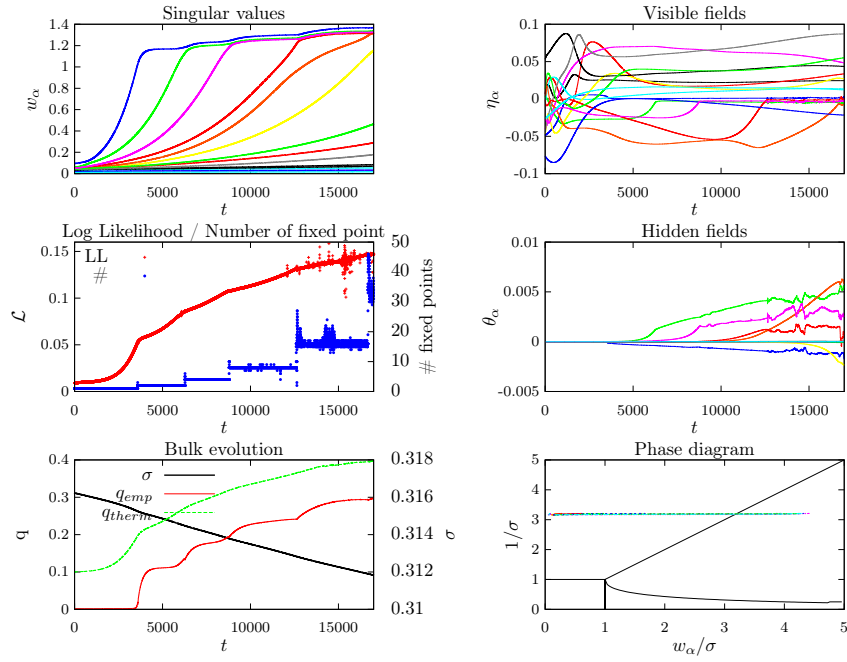 Singular values
1.4
1.2
1
0.8
0.6
0.4
0.2
0
w_α
0
5000
10000
15000
t
Visible fields
0.1
0.05
0
-0.05
-0.1
η_α
0
5000
10000
15000
t
Log Likelihood / Number of fixed point
0.15
0.1
0.05
0
ℒ
LL
#
50
40
30
20
10
0
# fixed points
0
5000
10000
15000
t
Hidden fields
0.01
0.005
0
-0.005
θ_α
0
5000
10000
15000
t
Bulk evolution
0.4
0.3
0.2
0.1
0
q
σ
q_emp
q_therm
0.318
0.316
0.314
0.312
0.31
σ
0
5000
10000
15000
t
Phase diagram
5
4
3
2
1
0
1/σ
0
1
2
3
4
5
w_α/σ